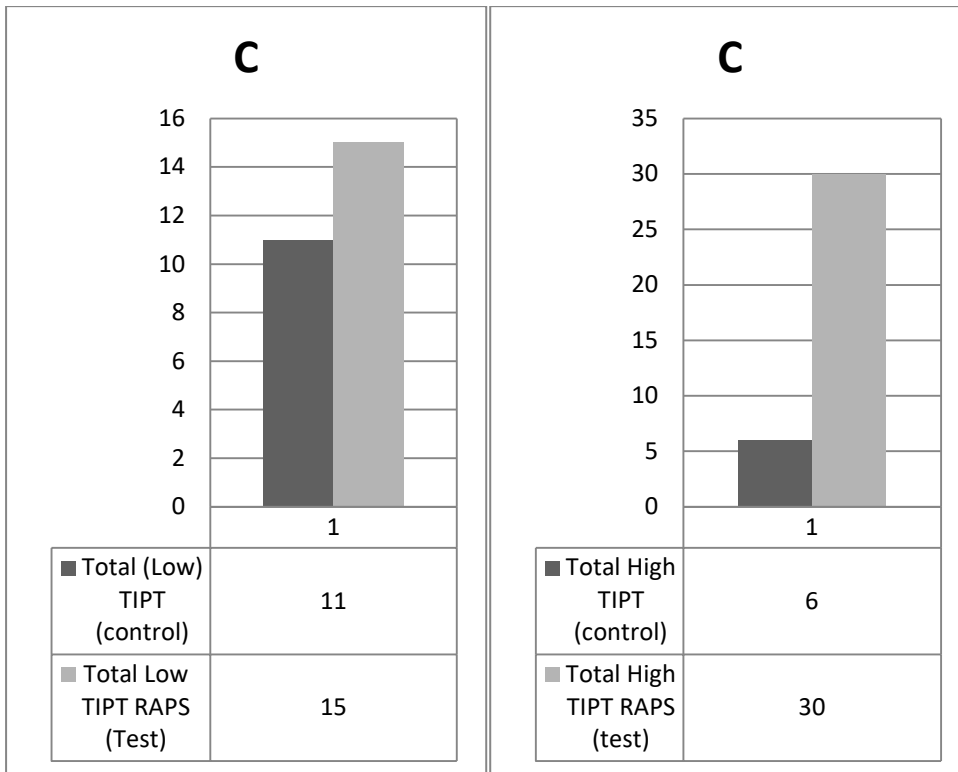 C
16
14
12
10
8
6
4
2
0
1
Total (Low)
TIPT
(control)
11
Total Low
TIPT RAPS
(Test)
15
C
35
30
25
20
15
10
5
0
1
Total High
TIPT
(control)
6
Total High
TIPT RAPS
(test)
30